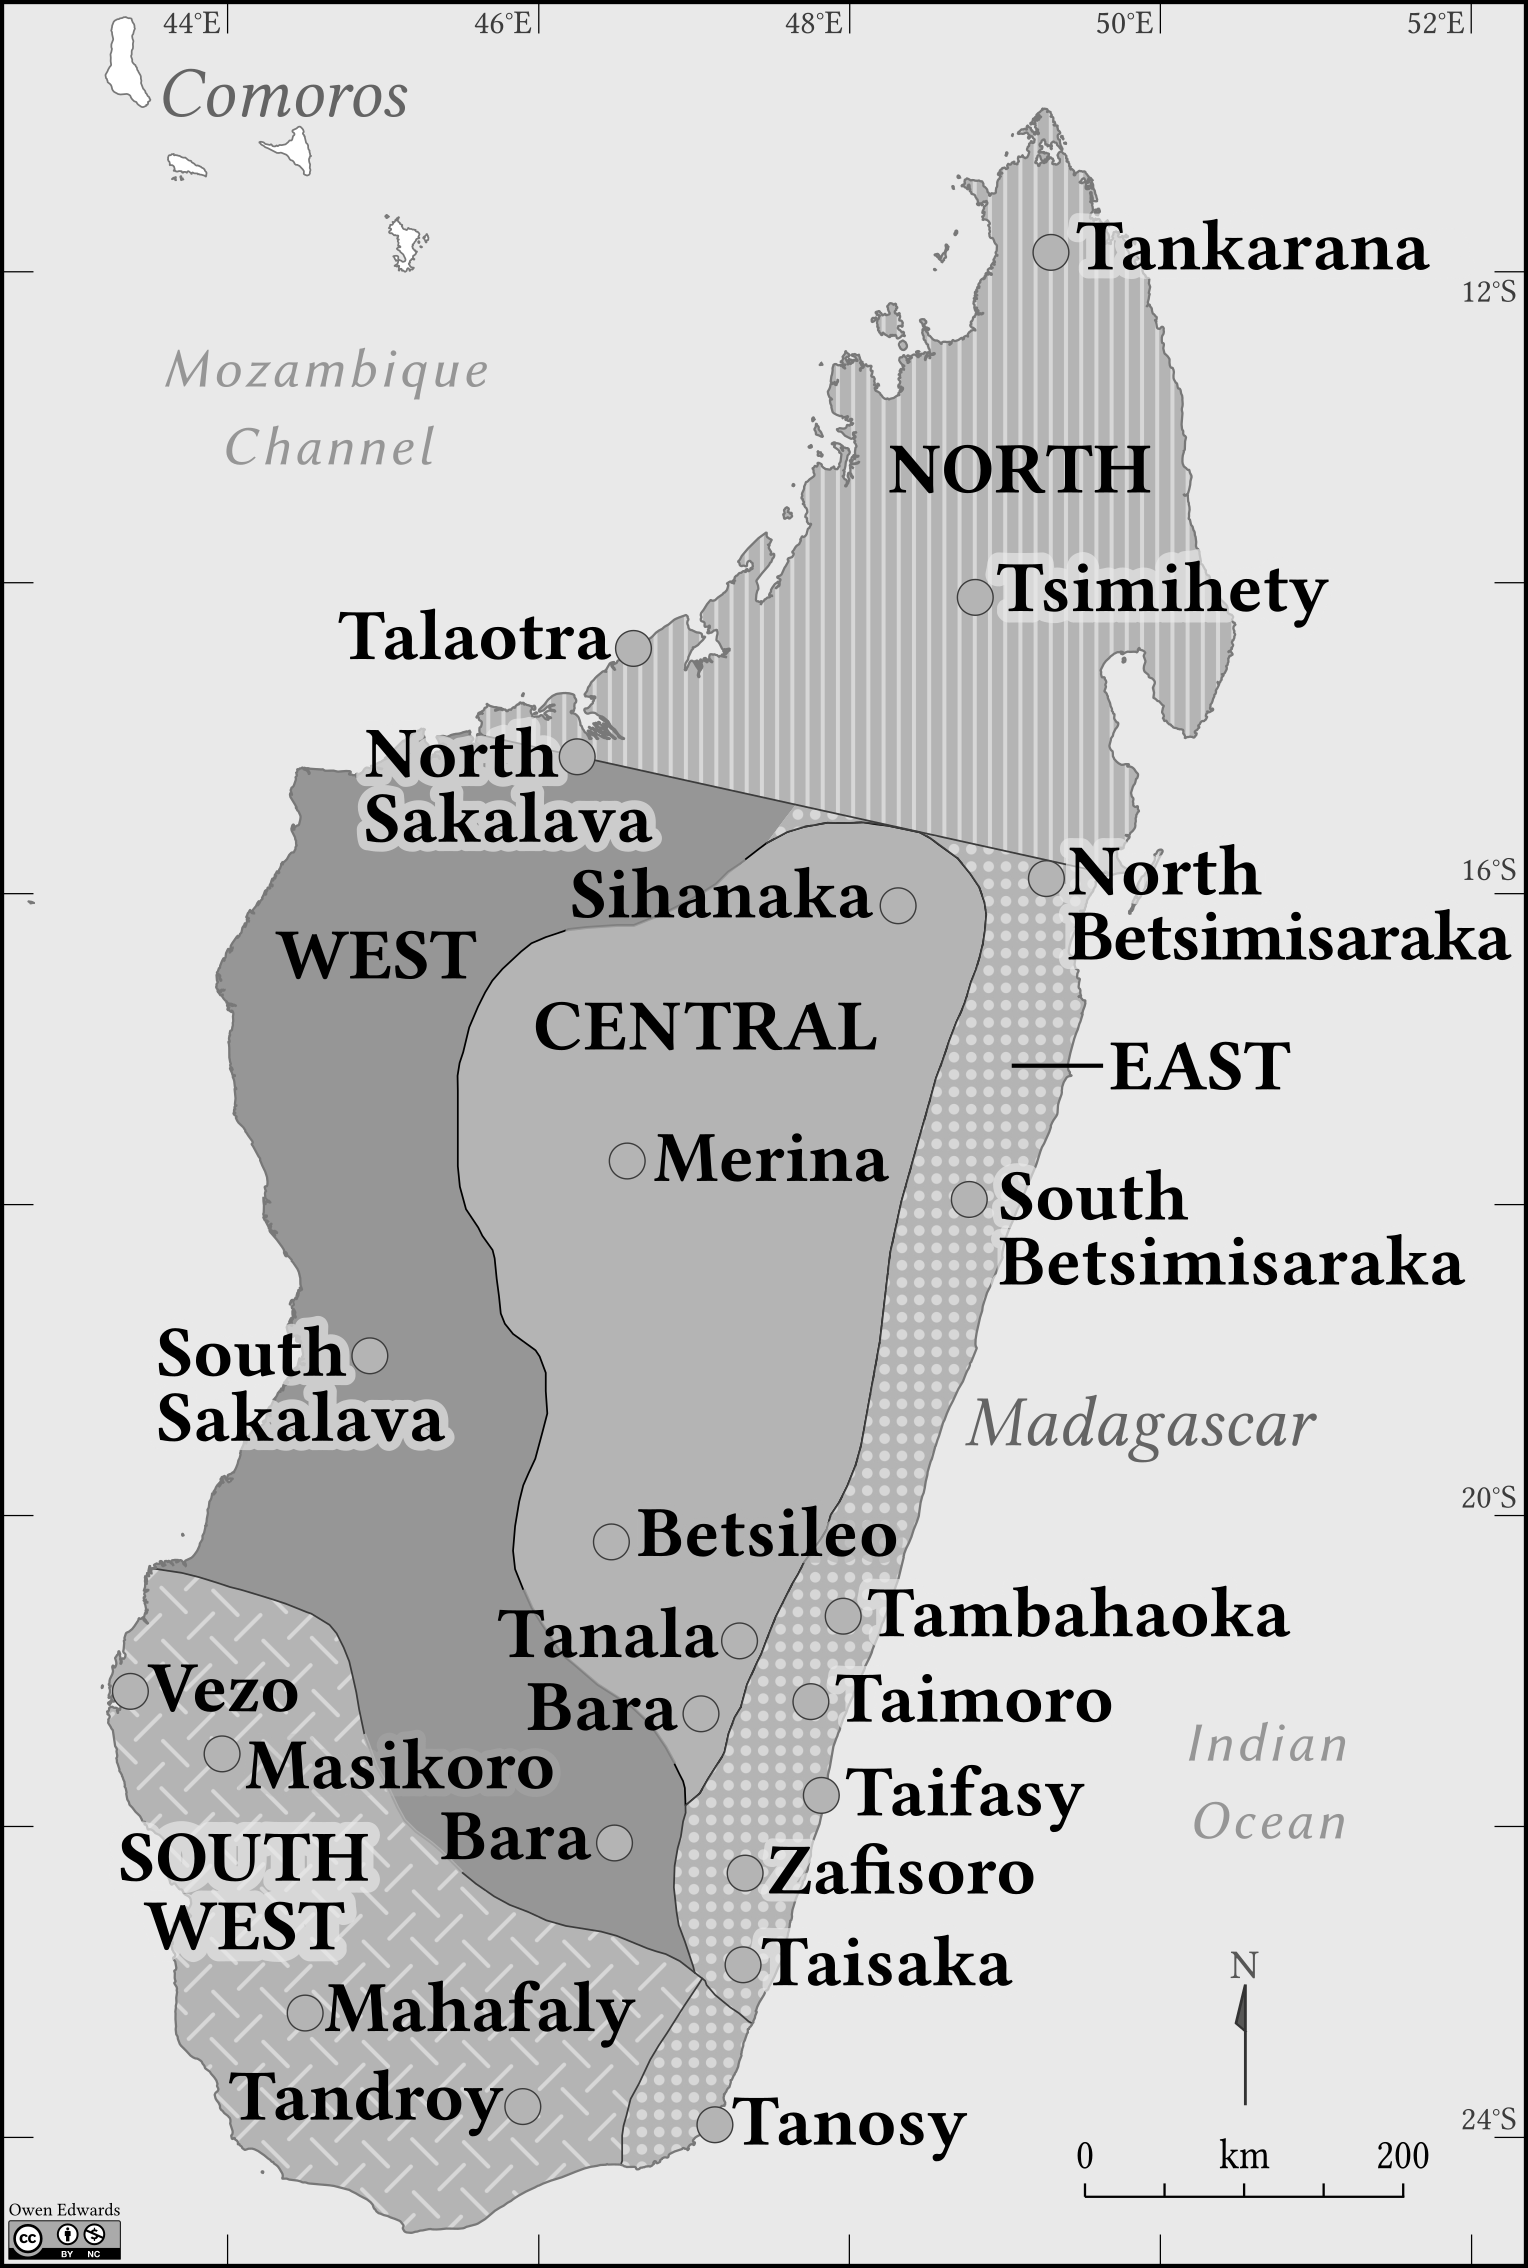 44°E 46°E 48°E 50°E 52°E
Comoros
Tankarana
12°S
Mozambique
Channel
NORTH
Tsimihety
Talaotra
North
Sakalava
16°S
North
Betsimisaraka
Sihanaka
WEST
CENTRAL
EAST
Merina
South
Betsimisaraka
South
Sakalava
Madagascar
20°S
Betsileo
Tambahaoka
Tanala
Vezo
Bara
Taimoro
Indian
Ocean
Masikoro
Taifasy
Bara
SOUTH
WEST
Zafisoro
Taisaka
N
Mahafaly
Tandroy
Tanosy
24°S
0 km 200
Owen Edwards
cc
BY NC